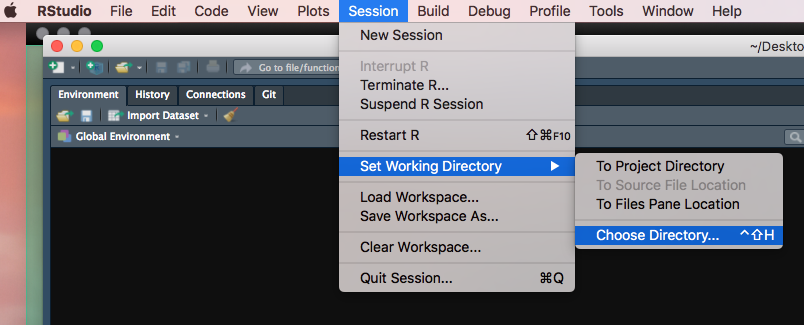 RStudio File Edit Code View Plots Session Build Debug Profile Tools Window Help
~/Deskto
Go to file/function
Environment History Connections Git
Import Dataset
Global Environment
New Session
Interrupt R
Terminate R...
Suspend R Session
Restart R ⇧⌘F10
Set Working Directory ▶
Load Workspace...
Save Workspace As...
Clear Workspace...
Quit Session... ⌘Q
To Project Directory
To Source File Location
To Files Pane Location
Choose Directory... ^⇧H